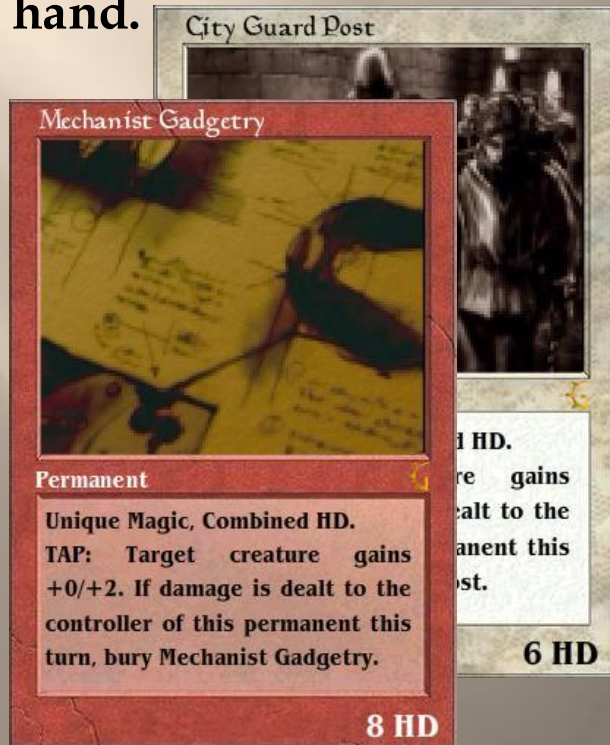 hand.
City Guard Post
Mechanist Gadgetry
HD.
re gains
ealt to the
anent this
st.
6 HD
Permanent
Unique Magic, Combined HD.
TAP: Target creature gains
+0/+2. If damage is dealt to the
controller of this permanent this
turn, bury Mechanist Gadgetry.
8 HD